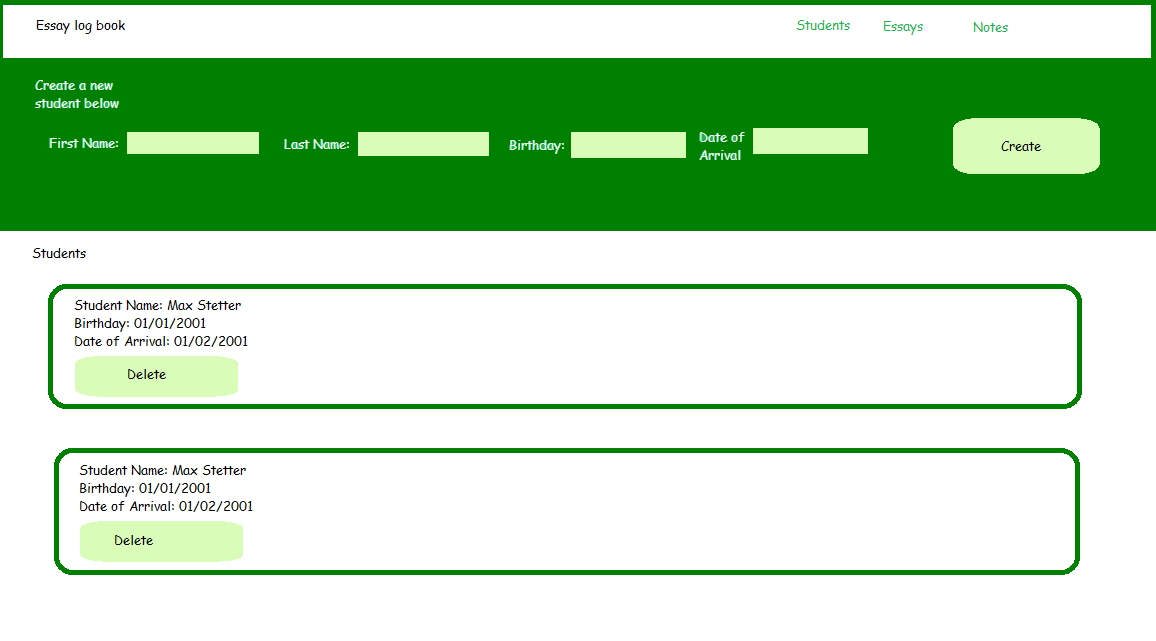 Essay log book
Students
Essays
Notes
Create a new
student below
First Name:
Last Name:
Birthday:
Date of
Arrival
Create
Students
Student Name: Max Stetter
Birthday: 01/01/2001
Date of Arrival: 01/02/2001
Delete
Student Name: Max Stetter
Birthday: 01/01/2001
Date of Arrival: 01/02/2001
Delete